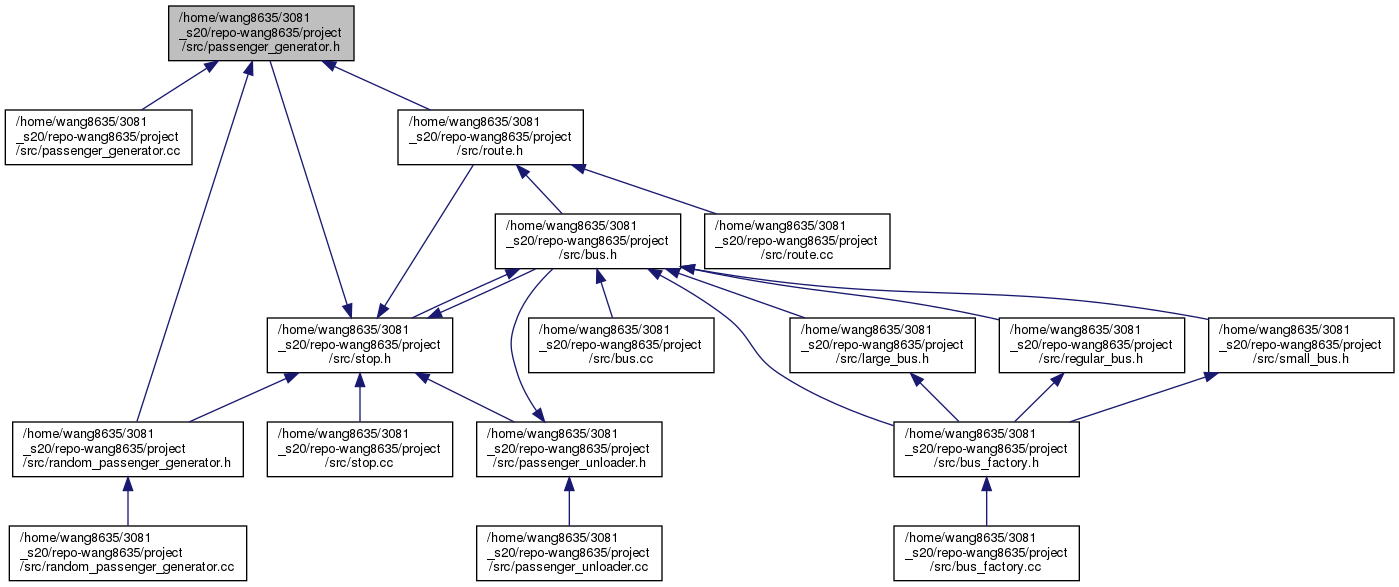 /home/wang8635/3081
_s20/repo-wang8635/project
/src/passenger_generator.h
/home/wang8635/3081
_s20/repo-wang8635/project
/src/passenger_generator.cc
/home/wang8635/3081
_s20/repo-wang8635/project
/src/route.h
/home/wang8635/3081
_s20/repo-wang8635/project
/src/bus.h
/home/wang8635/3081
_s20/repo-wang8635/project
/src/route.cc
/home/wang8635/3081
_s20/repo-wang8635/project
/src/stop.h
/home/wang8635/3081
_s20/repo-wang8635/project
/src/bus.cc
/home/wang8635/3081
_s20/repo-wang8635/project
/src/large_bus.h
/home/wang8635/3081
_s20/repo-wang8635/project
/src/regular_bus.h
/home/wang8635/3081
_s20/repo-wang8635/project
/src/small_bus.h
/home/wang8635/3081
_s20/repo-wang8635/project
/src/random_passenger_generator.h
/home/wang8635/3081
_s20/repo-wang8635/project
/src/stop.cc
/home/wang8635/3081
_s20/repo-wang8635/project
/src/passenger_unloader.h
/home/wang8635/3081
_s20/repo-wang8635/project
/src/bus_factory.h
/home/wang8635/3081
_s20/repo-wang8635/project
/src/random_passenger_generator.cc
/home/wang8635/3081
_s20/repo-wang8635/project
/src/passenger_unloader.cc
/home/wang8635/3081
_s20/repo-wang8635/project
/src/bus_factory.cc